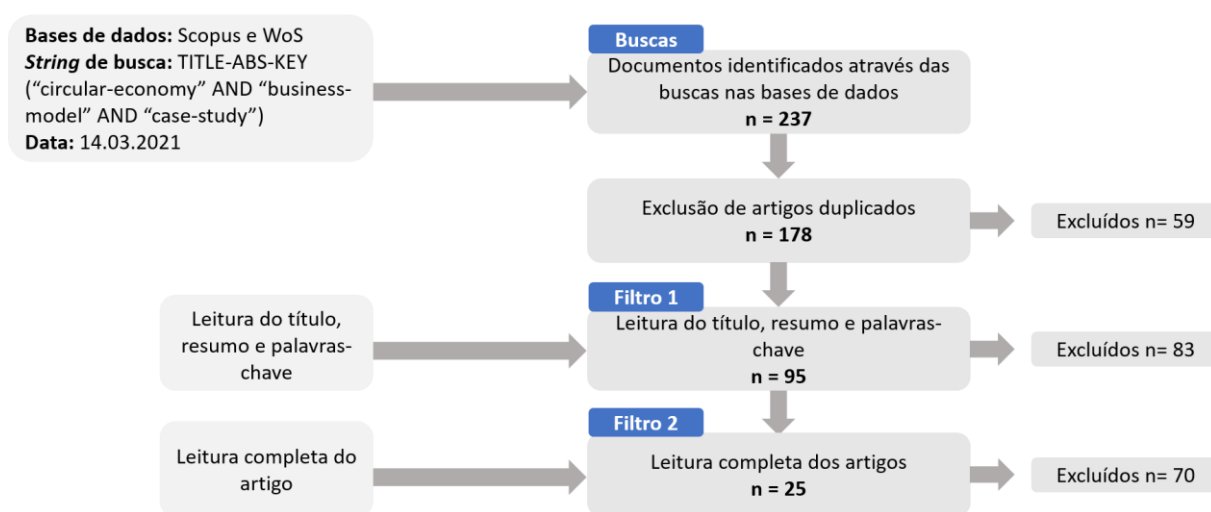 Bases de dados: Scopus e WoS
String de busca: TITLE-ABS-KEY
(“circular-economy” AND “business-
model” AND “case-study”)
Data: 14.03.2021
Buscas
Documentos identificados através das
buscas nas bases de dados
n = 237
Exclusão de artigos duplicados
n = 178
Excluídos n= 59
Leitura do título,
resumo e palavras-
chave
Filtro 1
Leitura do título, resumo e palavras-
chave
n = 95
Excluídos n= 83
Leitura completa do
artigo
Filtro 2
Leitura completa dos artigos
n = 25
Excluídos n= 70